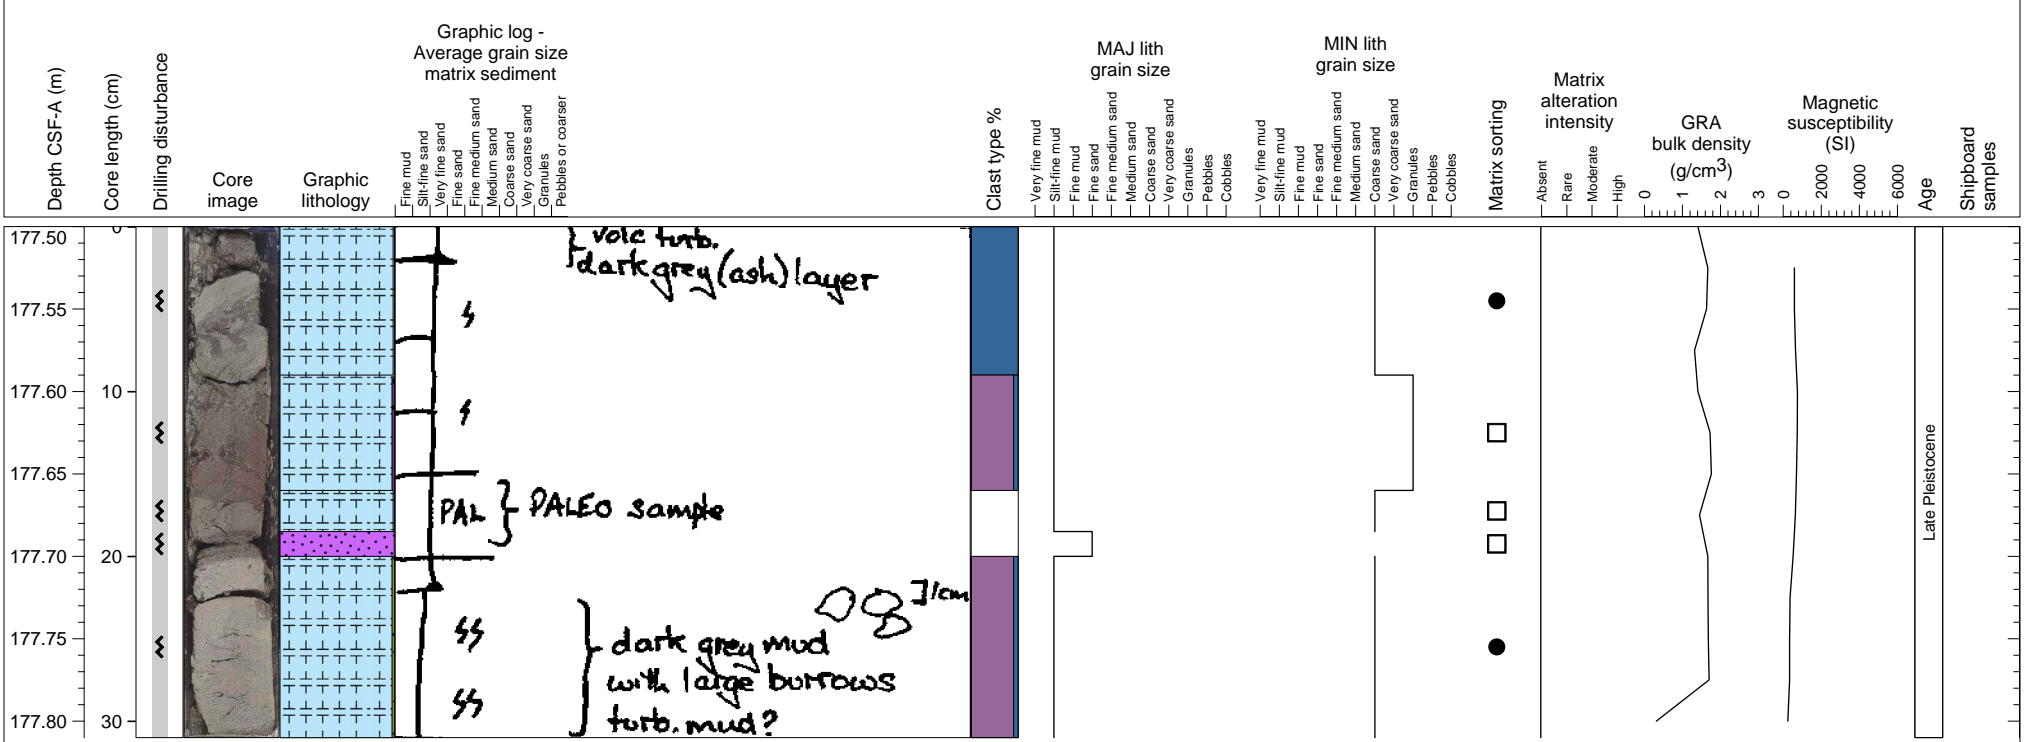 Depth CSF-A (m)
Core length (cm)
Drilling disturbance
Core
image
Graphic
lithology
Graphic log -
Average grain size
matrix sediment
Fine mud
Silt-fine sand
Very fine sand
Fine sand
Fine medium sand
Medium sand
Coarse sand
Very coarse sand
Granules
Pebbles or coarser
Clast type %
MAJ lith
grain size
Very fine mud
Silt-fine mud
Fine mud
Fine sand
Fine medium sand
Medium sand
Coarse sand
Very coarse sand
Granules
Pebbles
Cobbles
MIN lith
grain size
Very fine mud
Silt-fine mud
Fine mud
Fine sand
Fine medium sand
Medium sand
Coarse sand
Very coarse sand
Granules
Pebbles
Cobbles
Matrix sorting
Matrix
alteration
intensity
Absent
Rare
Moderate
High
GRA
bulk density
(g/cm3)
0 1 2 3
Magnetic
susceptibility
(SI)
0 2000 4000 6000
Age
Shipboard
samples
177.50
177.55
177.60
177.65
177.70
177.75
177.80
0
10
20
30
volc turb.
dark grey (ash) layer
PAL } PALEO sample
]1cm
dark grey mud
with large burrows
turb. mud?
Late Pleistocene